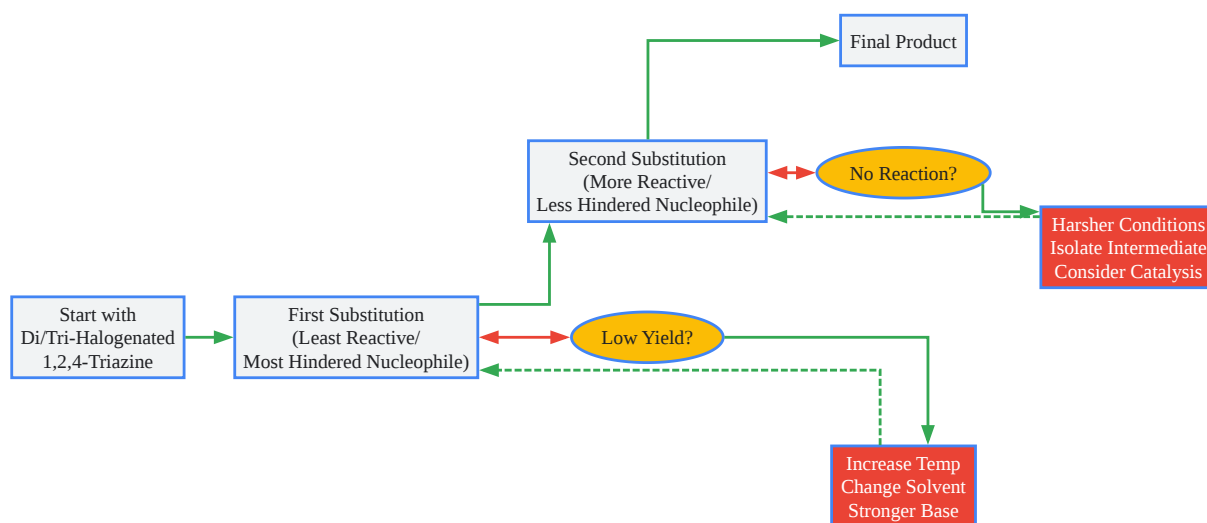 Final Product
Second Substitution
(More Reactive/
Less Hindered Nucleophile)
No Reaction?
Harsher Conditions
Isolate Intermediate
Consider Catalysis
Start with
Di/Tri-Halogenated
1,2,4-Triazine
First Substitution
(Least Reactive/
Most Hindered Nucleophile)
Low Yield?
Increase Temp
Change Solvent
Stronger Base